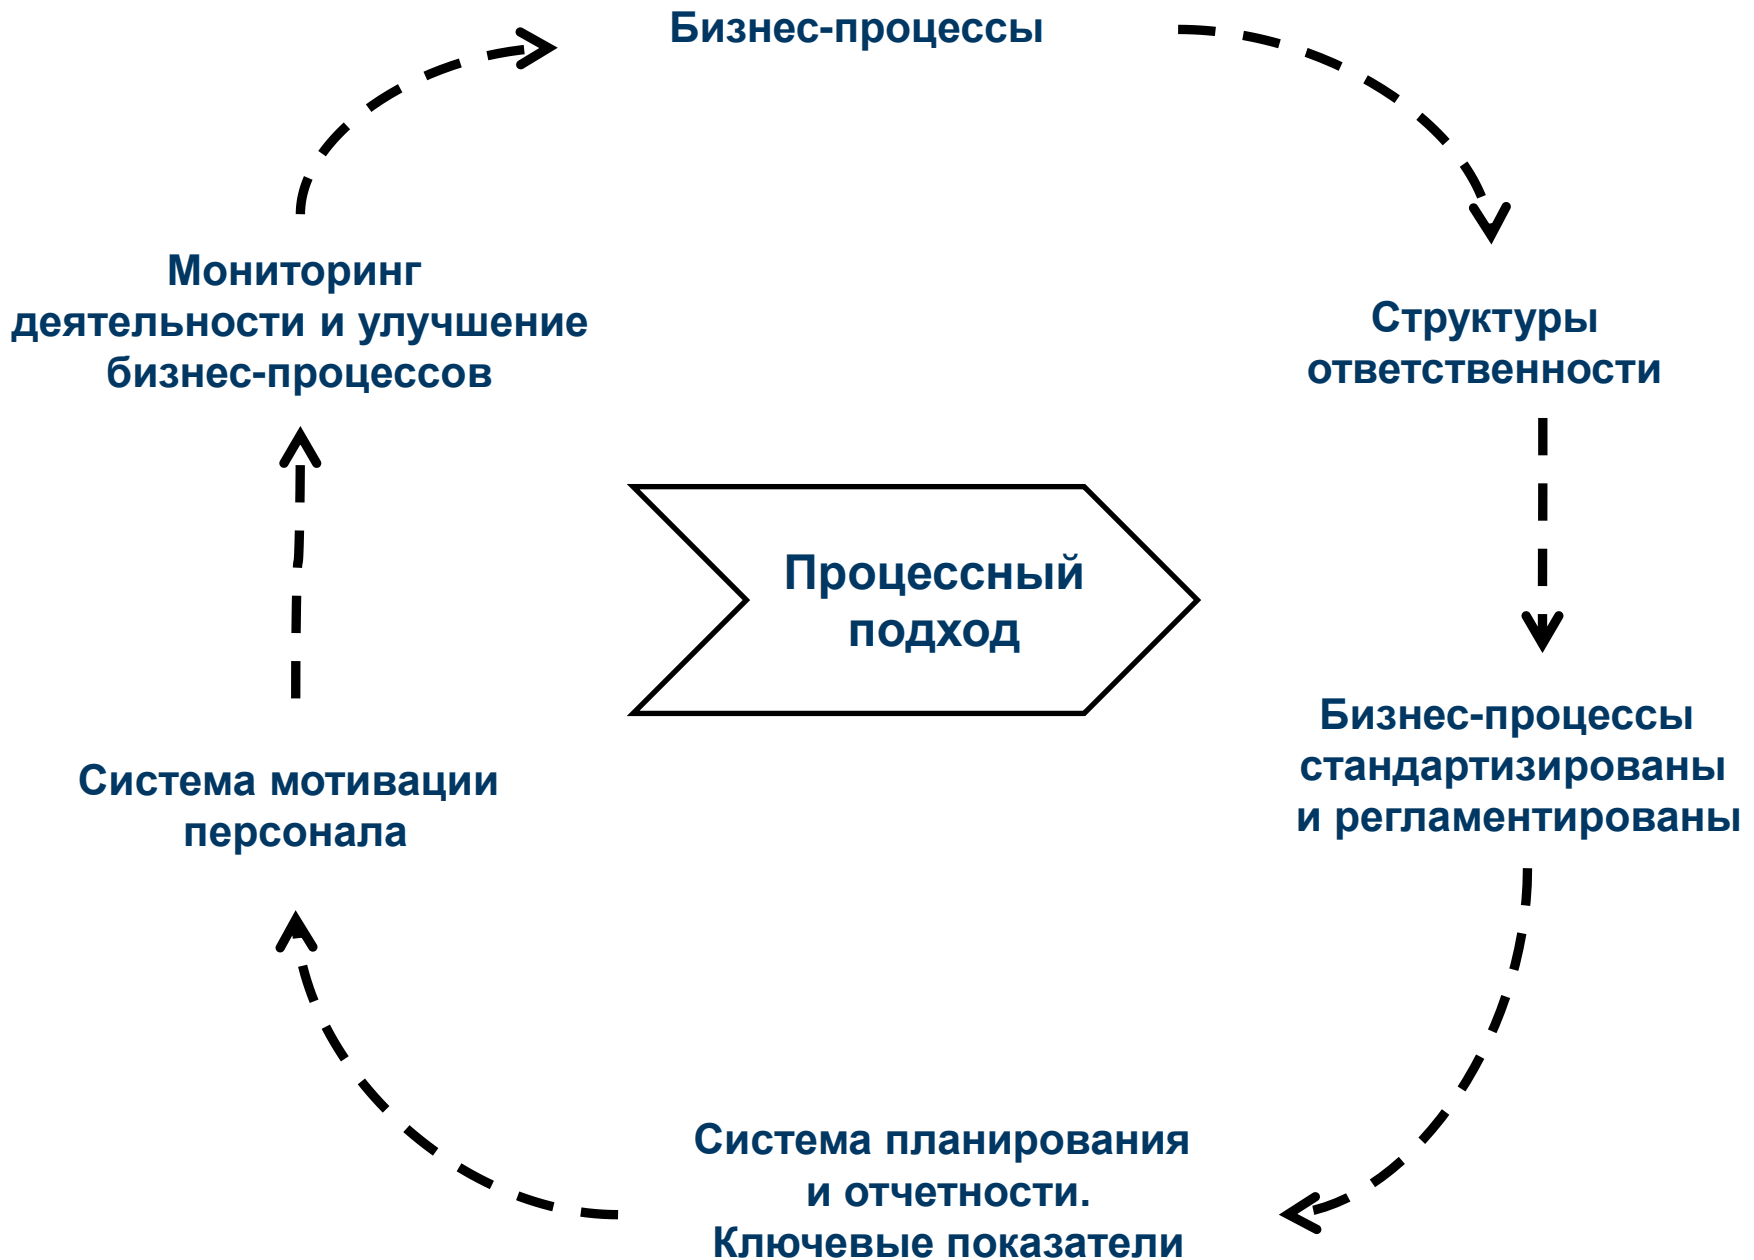 Бизнес-процессы
Мониторинг
деятельности и улучшение
бизнес-процессов
Структуры
ответственности
Процессный
подход
Бизнес-процессы
стандартизированы
и регламентированы
Система мотивации
персонала
Система планирования
и отчетности.
Ключевые показатели